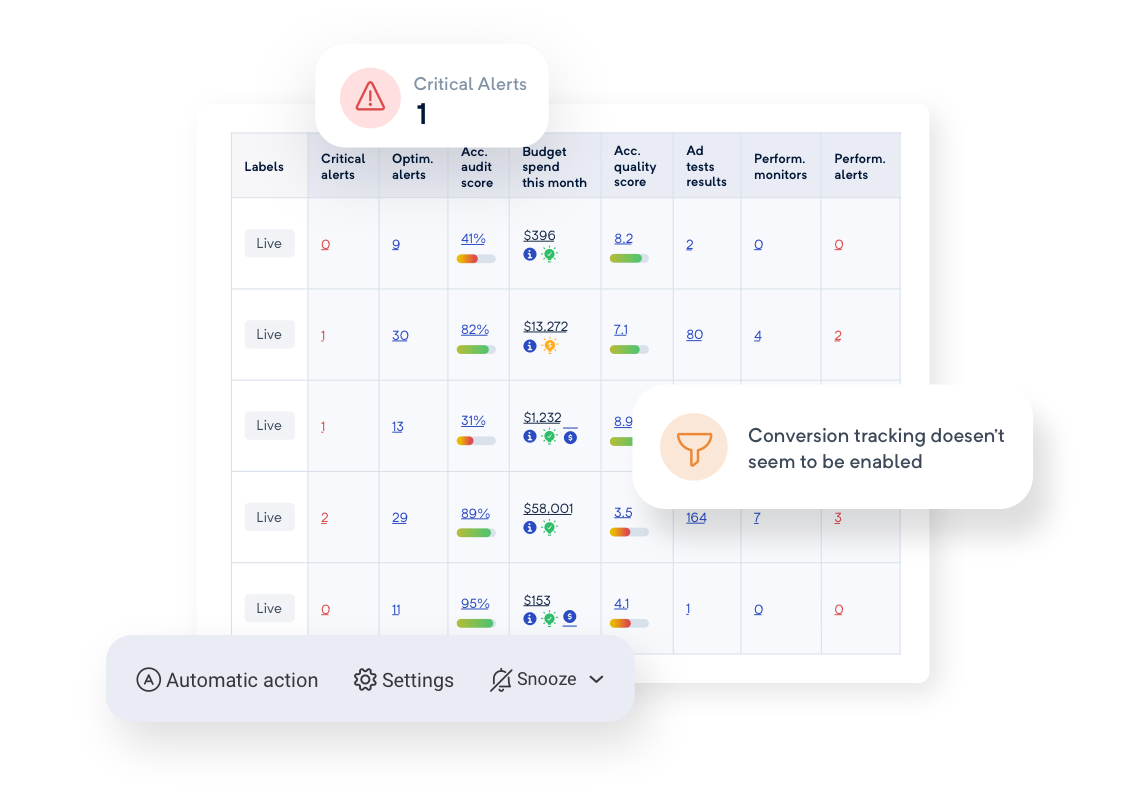 Critical Alerts
1
Labels
Critical
alerts
Optim.
alerts
Acc.
audit
score
Budget
spend
this month
Acc.
quality
score
Ad
tests
results
Perform.
monitors
Perform.
alerts
Live 0 9 41% $396 8.2 2 0 0
Live 1 30 82% $13,272 7.1 80 4 2
Live 1 13 31% $1,232 8.9
Conversion tracking doesen't
seem to be enabled
Live 2 29 89% $58,001 3.5 164 7 3
Live 0 11 95% $153 4.1 1 0 0
A Automatic action Settings Snooze